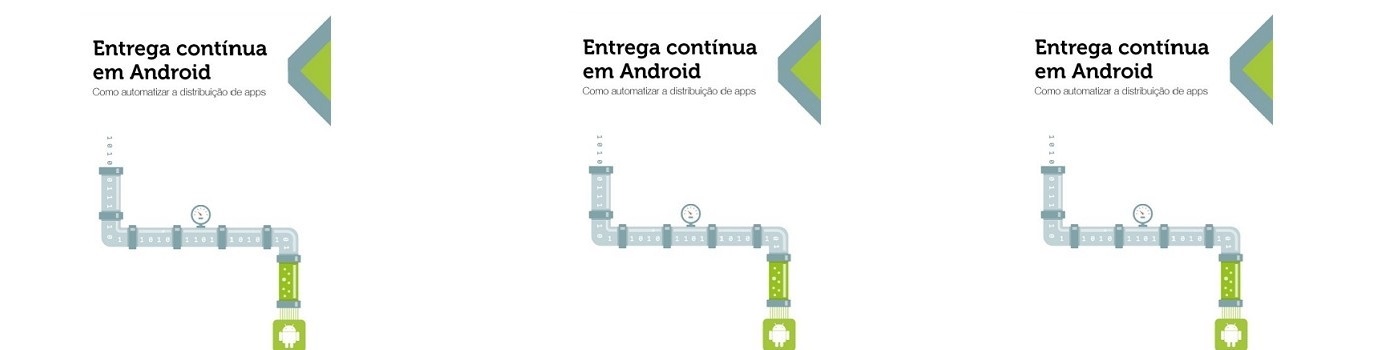 Entrega contínua
em Android
Como automatizar a distribuição de apps
Entrega contínua
em Android
Como automatizar a distribuição de apps
Entrega contínua
em Android
Como automatizar a distribuição de apps